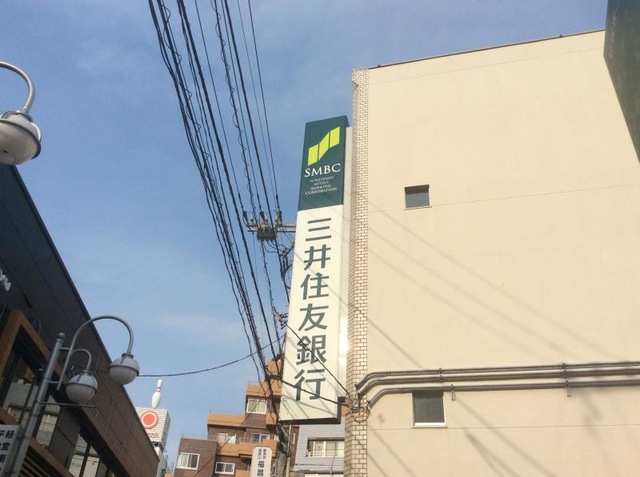 SMBC
SUMITOMO
MITSUI
BANKING
CORPORATION
三井住友銀行